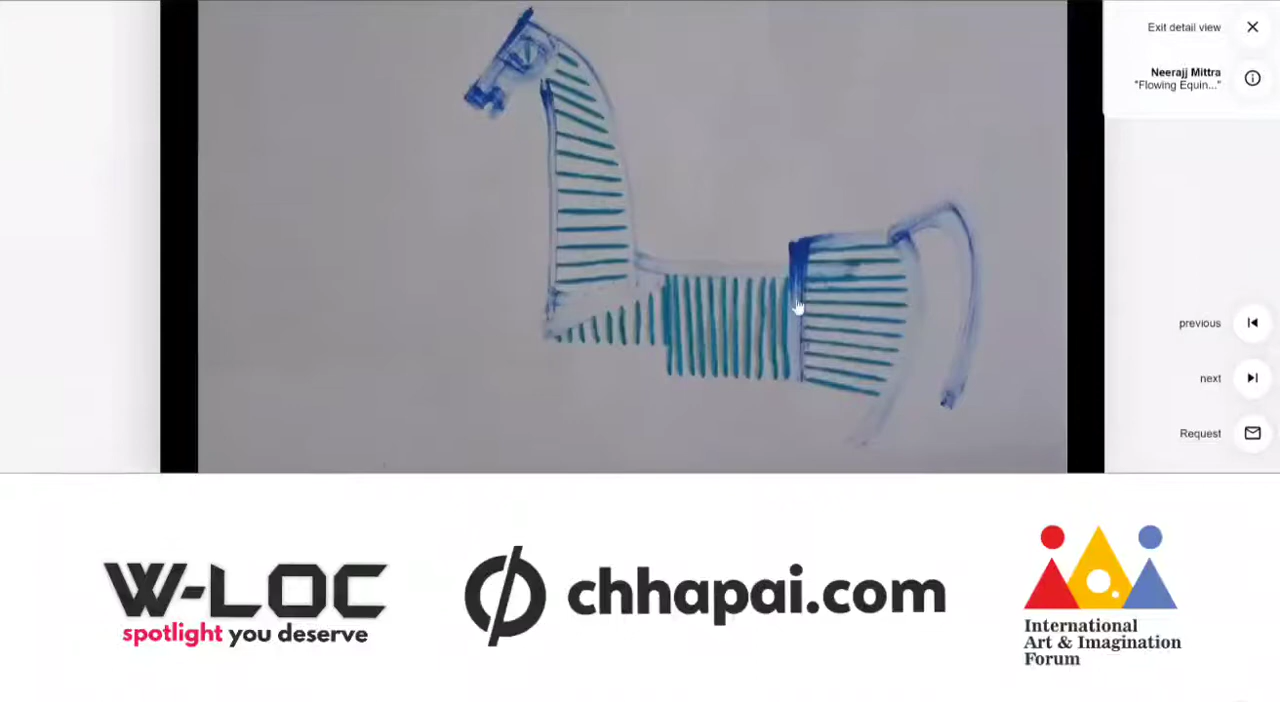 Exit detail view
Neerajj Mittra
"Flowing Equin..."
previous
next
Request
W-LOC
spotlight you deserve
chhapai.com
International
Art & Imagination
Forum